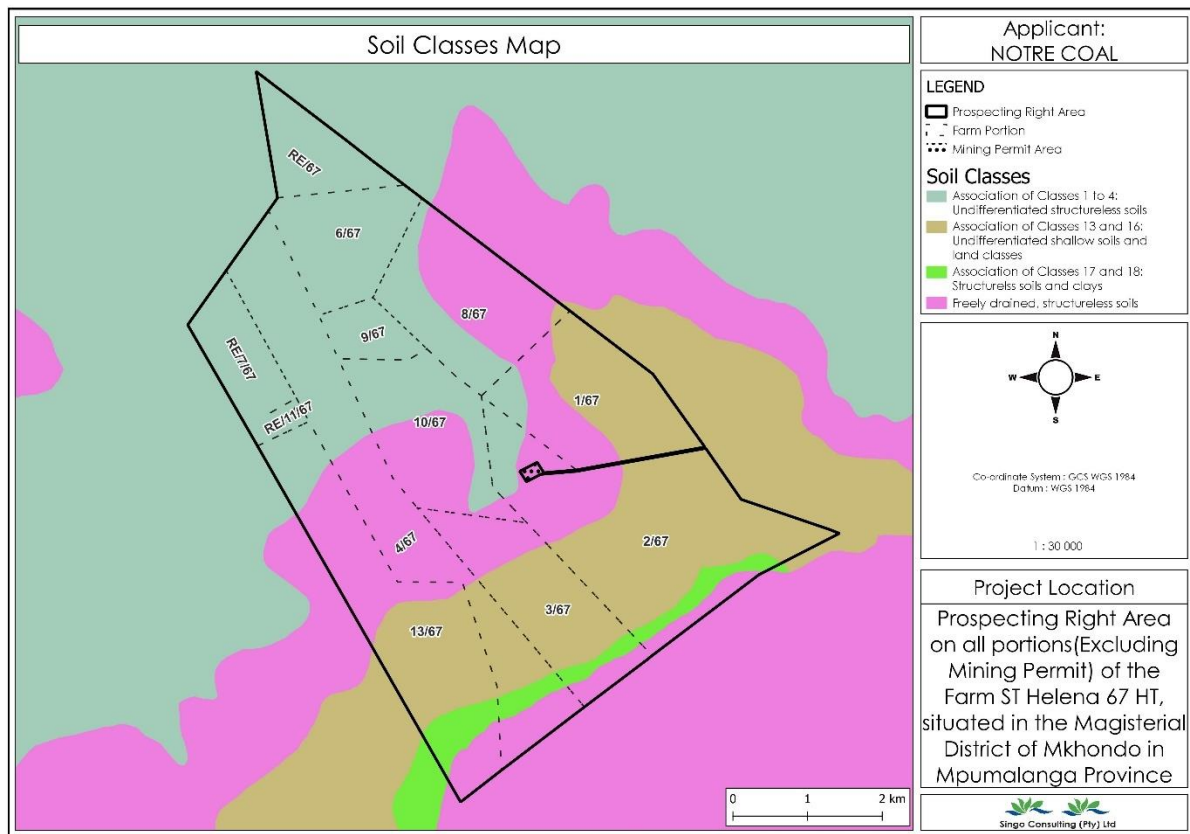 Soil Classes Map
Applicant:
NOTRE COAL
LEGEND
Prospecting Right Area
Farm Portion
Mining Permit Area
Soil Classes
Association of Classes 1 to 4:
Undifferentiated structureless soils
Association of Classes 13 and 16:
Undifferentiated shallow soils and
land classes
Association of Classes 17 and 18:
Structureless soils and clays
Freely drained, structureless soils
RE/67
6/67
8/67
9/67
RE/7/67
1/67
RE/11/67
10/67
4/67
2/67
3/67
13/67
N
W
E
S
Co-ordinate System : GCS WGS 1984
Datum : WGS 1984
1 : 30 000
Project Location
Prospecting Right Area
on all portions(Excluding
Mining Permit) of the
Farm ST Helena 67 HT,
situated in the Magisterial
District of Mkhondo in
Mpumalanga Province
0 1 2 km
Singo Consulting (Pty) Ltd